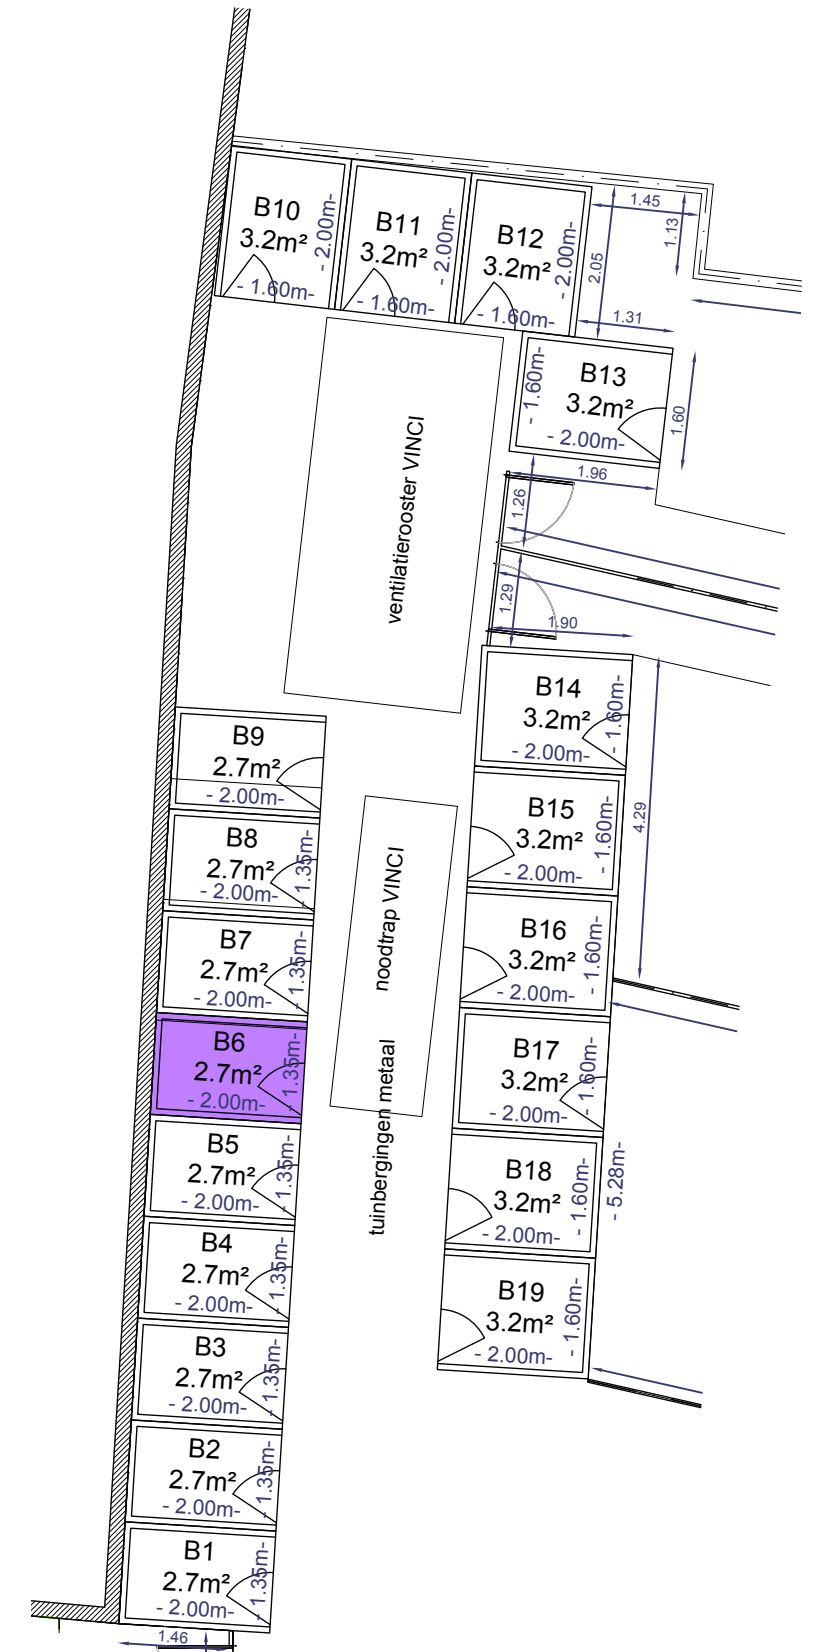 B10
3.2m²
- 2.00m-
- 1.60m-
B11
3.2m²
- 2.00m-
- 1.60m-
B12
3.2m²
- 2.00m-
- 1.60m-
1.45
1.13
2.05
1.31
B13
3.2m²
- 1.60m-
- 2.00m-
1.60
1.96
1.26
1.29
1.90
ventilatierooster VINCI
B14
3.2m²
- 1.60m-
- 2.00m-
4.29
B9
2.7m²
- 2.00m-
B15
3.2m²
- 1.60m-
- 2.00m-
B8
2.7m²
- 1.35m-
- 2.00m-
noodtrap VINCI
B16
3.2m²
- 1.60m-
- 2.00m-
B7
2.7m²
- 1.35m-
- 2.00m-
B6
2.7m²
- 1.35m-
- 2.00m-
tuinbergingen metaal
B17
3.2m²
- 1.60m-
- 2.00m-
B5
2.7m²
- 1.35m-
- 2.00m-
B18
3.2m²
- 1.60m-
- 2.00m-
- 5.28m-
B4
2.7m²
- 1.35m-
- 2.00m-
B19
3.2m²
- 1.60m-
- 2.00m-
B3
2.7m²
- 1.35m-
- 2.00m-
B2
2.7m²
- 1.35m-
- 2.00m-
B1
2.7m²
- 1.35m-
- 2.00m-
1.46